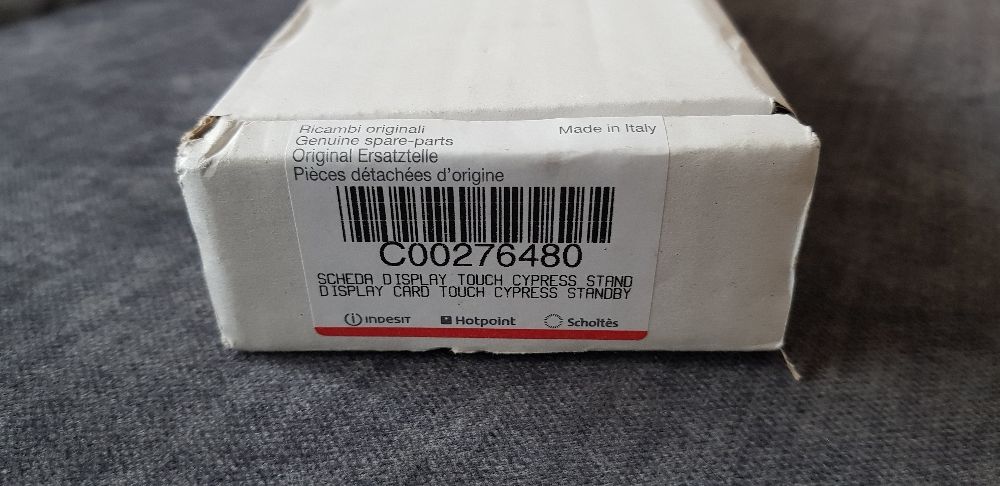 Ricambi originali
Made in Italy
Genuine spare-parts
Original Ersatztelle
Pièces détachées d'origine
C00276480
SCHEDA DISPLAY TOUCH CYPRESS STAND
DISPLAY CARD TOUCH CYPRESS STANDBY
INDESIT Hotpoint Scholtès